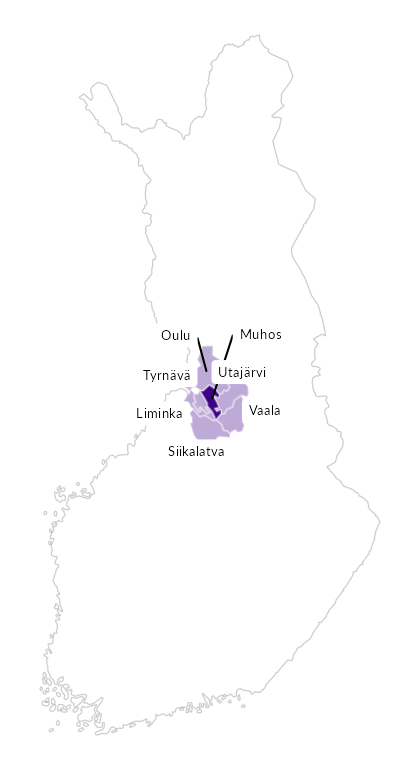 Oulu
Muhos
Tyrnävä
Utajärvi
Liminka
Vaala
Siikalatva